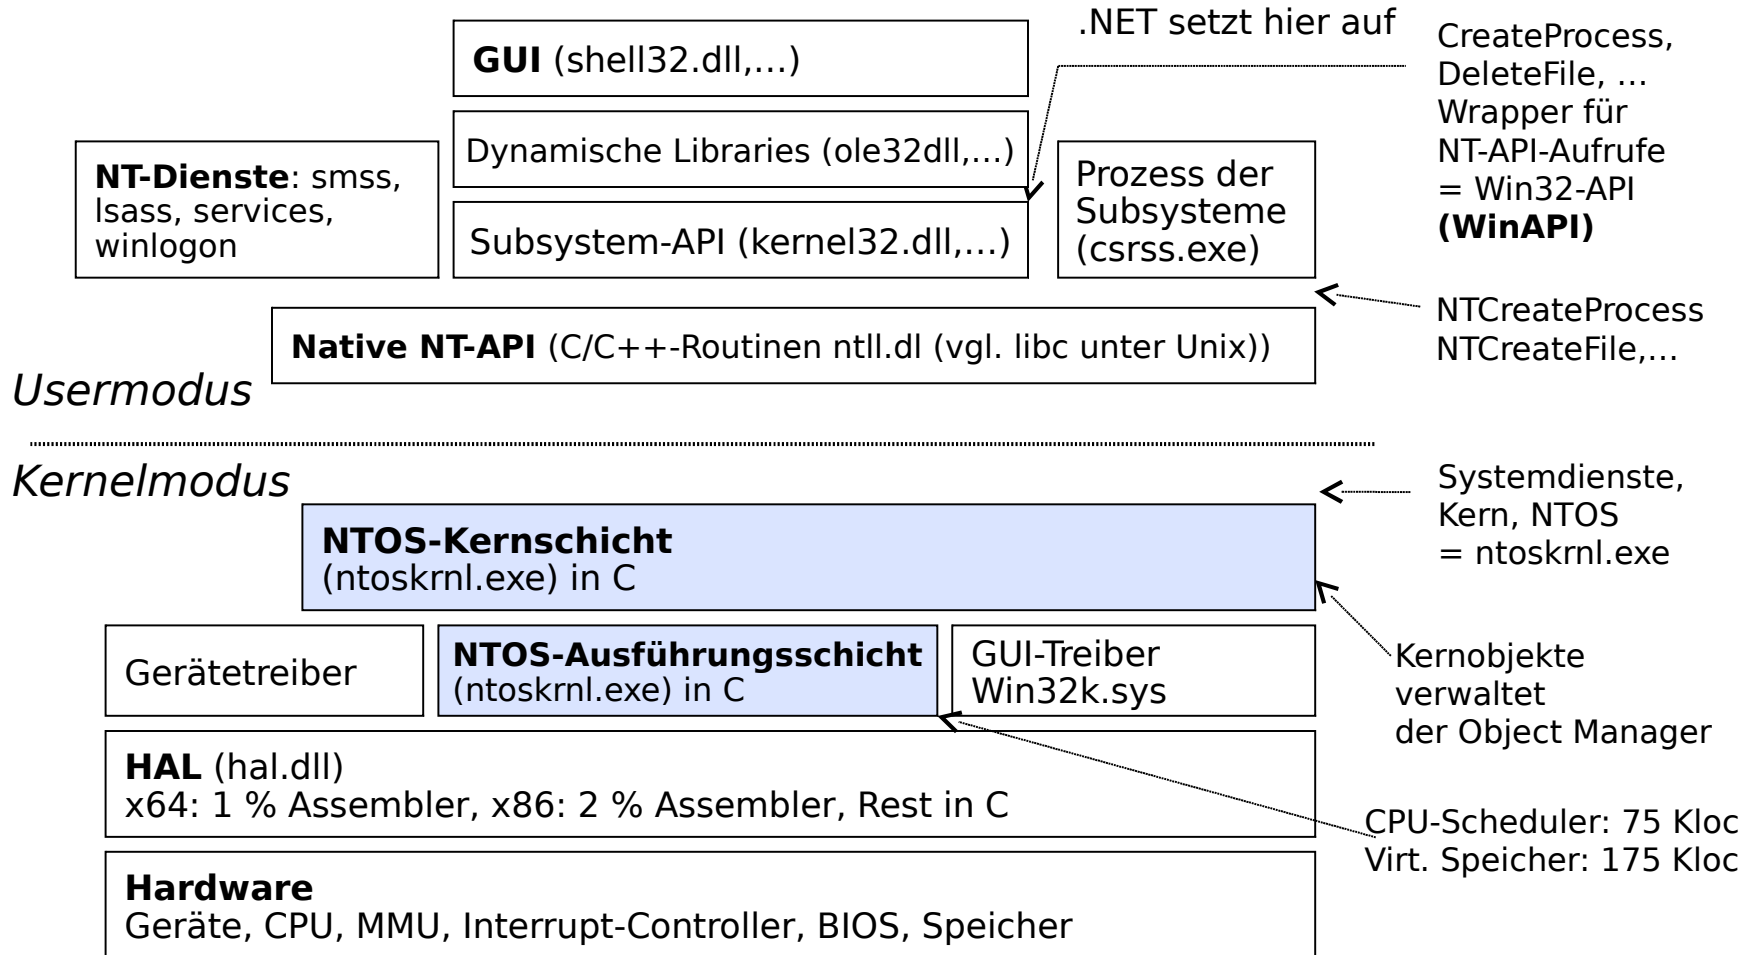 .NET setzt hier auf
GUI (shell32.dll,...)
CreateProcess,
DeleteFile, ...
Wrapper für
NT-API-Aufrufe
= Win32-API
(WinAPI)
Dynamische Libraries (ole32dll,...)
NT-Dienste: smss,
lsass, services,
winlogon
Subsystem-API (kernel32.dll,...)
Prozess der
Subsysteme
(csrss.exe)
NTCreateProcess
NTCreateFile,...
Native NT-API (C/C++-Routinen ntll.dl (vgl. libc unter Unix))
Usermodus
Kernelmodus
Systemdienste,
Kern, NTOS
= ntoskrnl.exe
NTOS-Kernschicht
(ntoskrnl.exe) in C
Gerätetreiber
NTOS-Ausführungsschicht
(ntoskrnl.exe) in C
GUI-Treiber
Win32k.sys
Kernobjekte
verwaltet
der Object Manager
HAL (hal.dll)
x64: 1 % Assembler, x86: 2 % Assembler, Rest in C
CPU-Scheduler: 75 Kloc
Virt. Speicher: 175 Kloc
Hardware
Geräte, CPU, MMU, Interrupt-Controller, BIOS, Speicher